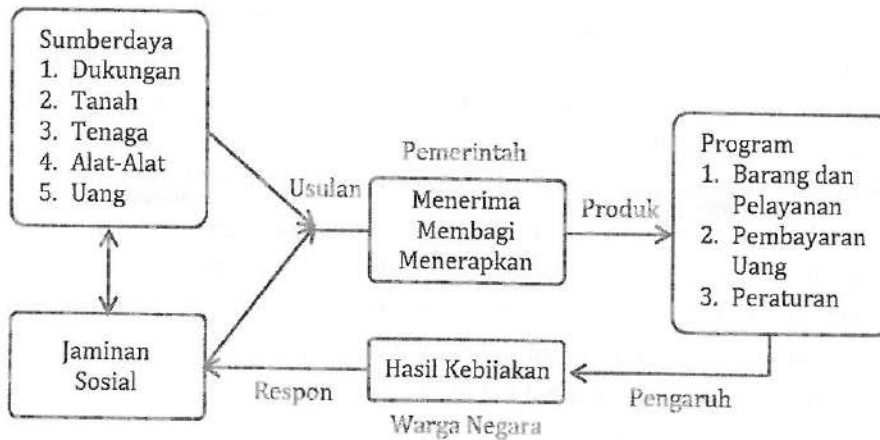 Sumberdaya
1. Dukungan
2. Tanah
3. Tenaga
4. Alat-Alat
5. Uang
Usulan
Pemerintah
Menerima
Membagi
Menerapkan
Produk
Program
1. Barang dan
Pelayanan
2. Pembayaran
Uang
3. Peraturan
Jaminan
Sosial
Respon
Hasil Kebijakan
Warga Negara
Pengaruh